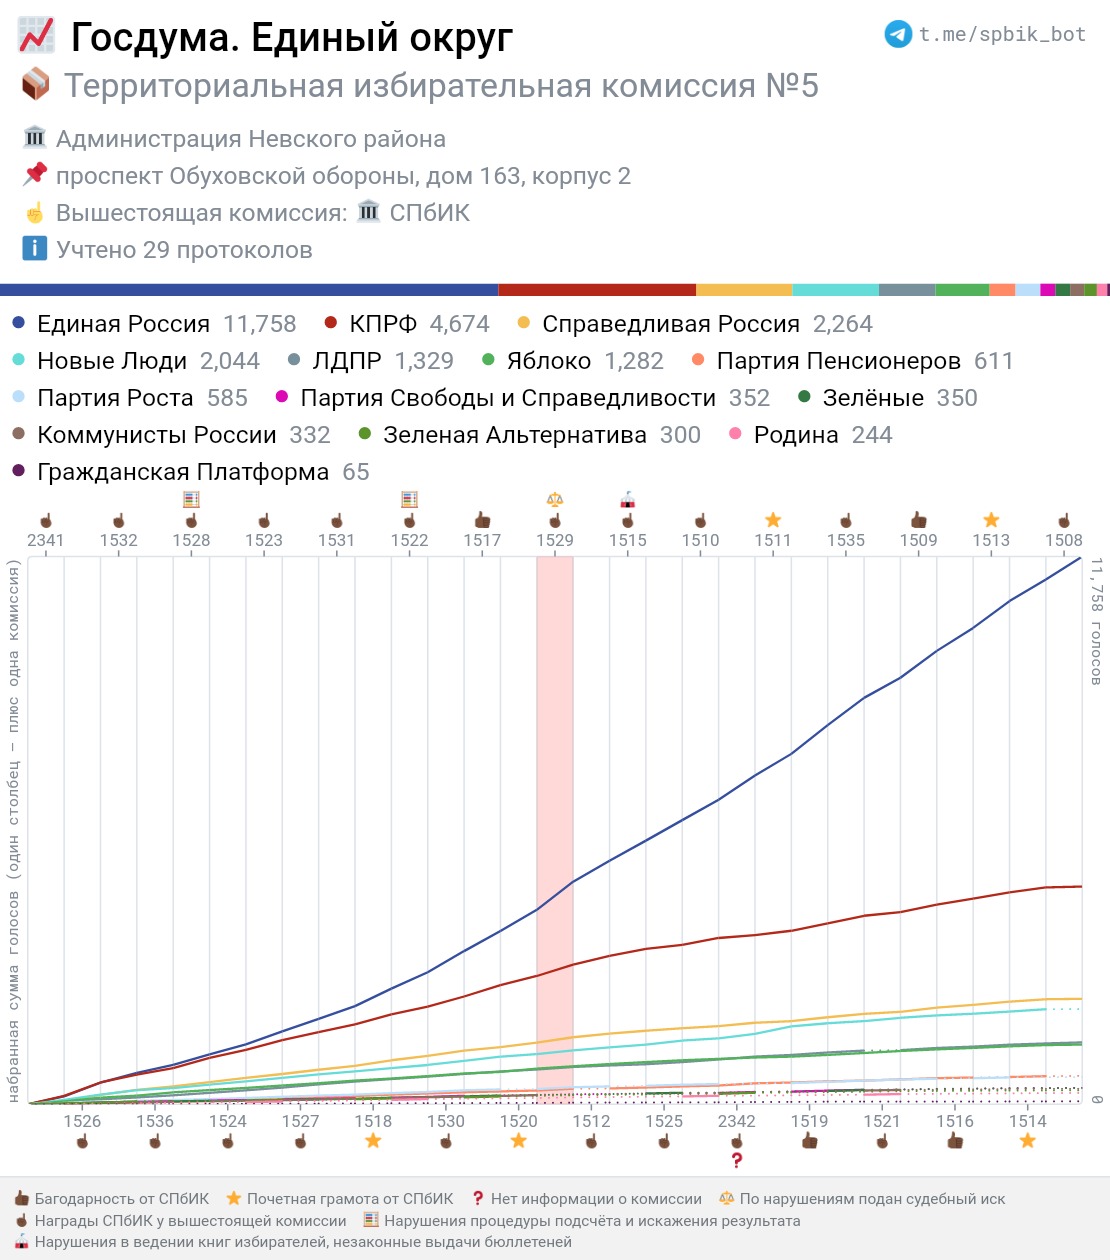 Госдума. Единый округ
t.me/spbik_bot
Территориальная избирательная комиссия №5
Администрация Невского района
проспект Обуховской обороны, дом 163, корпус 2
Вышестоящая комиссия: СПбИК
Учтено 29 протоколов
Единая Россия 11,758 КПРФ 4,674 Справедливая Россия 2,264
Новые Люди 2,044 ЛДПР 1,329 Яблоко 1,282 Партия Пенсионеров 611
Партия Роста 585 Партия Свободы и Справедливости 352 Зелёные 350
Коммунисты России 332 Зеленая Альтернатива 300 Родина 244
Гражданская Платформа 65
2341 1532 1528 1523 1531 1522 1517 1529 1515 1510 1511 1535 1509 1513 1508
набранная сумма голосов (один столбец – плюс одна комиссия)
11,758 голосов
0
1526 1536 1524 1527 1518 1530 1520 1512 1525 2342 1519 1521 1516 1514
Багодарность от СПбИК Почетная грамота от СПбИК Нет информации о комиссии По нарушениям подан судебный иск
Награды СПбИК у вышестоящей комиссии Нарушения процедуры подсчёта и искажения результата
Нарушения в ведении книг избирателей, незаконные выдачи бюллетеней